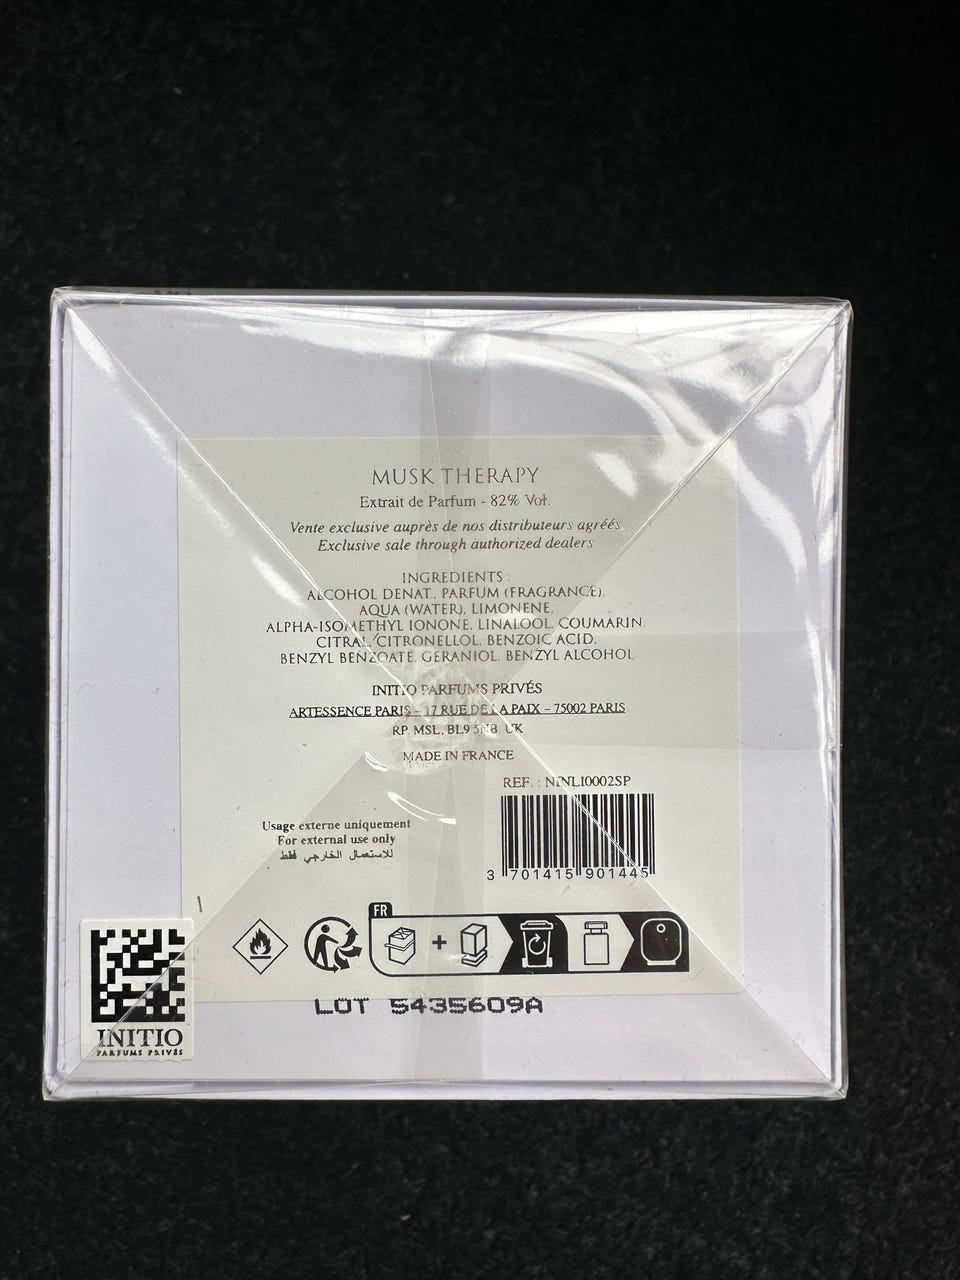 MUSK THERAPY
Extrait de Parfum - 82% Vol.
Vente exclusive auprès de nos distributeurs agréés.
Exclusive sale through authorized dealers
INGREDIENTS :
ALCOHOL DENAT., PARFUM (FRAGRANCE),
AQUA (WATER), LIMONENE,
ALPHA-ISOMETHYL IONONE, LINALOOL, COUMARIN,
CITRAL, CITRONELLOL, BENZOIC ACID,
BENZYL BENZOATE, GERANIOL, BENZYL ALCOHOL
INITIO PARFUMS PRIVÉS
ARTESSENCE PARIS - 17 RUE DE LA PAIX – 75002 PARIS
RP, MSL, BL9 UK
MADE IN FRANCE
REF. : NINLI0002SP
3 701415 901445
Usage externe uniquement
For external use only
للاستعمال الخارجي فقط
FR
LOT 5435609A
INITIO
PARFUMS PRIVÉS